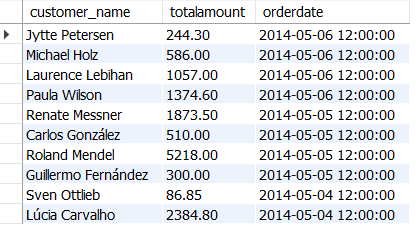 customer_name totalamount orderdate
Jytte Petersen 244.30 2014-05-06 12:00:00
Michael Holz 586.00 2014-05-06 12:00:00
Laurence Lebihan 1057.00 2014-05-06 12:00:00
Paula Wilson 1374.60 2014-05-06 12:00:00
Renate Messner 1873.50 2014-05-05 12:00:00
Carlos González 510.00 2014-05-05 12:00:00
Roland Mendel 5218.00 2014-05-05 12:00:00
Guillermo Fernández 300.00 2014-05-05 12:00:00
Sven Ottlieb 86.85 2014-05-04 12:00:00
Lúcia Carvalho 2384.80 2014-05-04 12:00:00